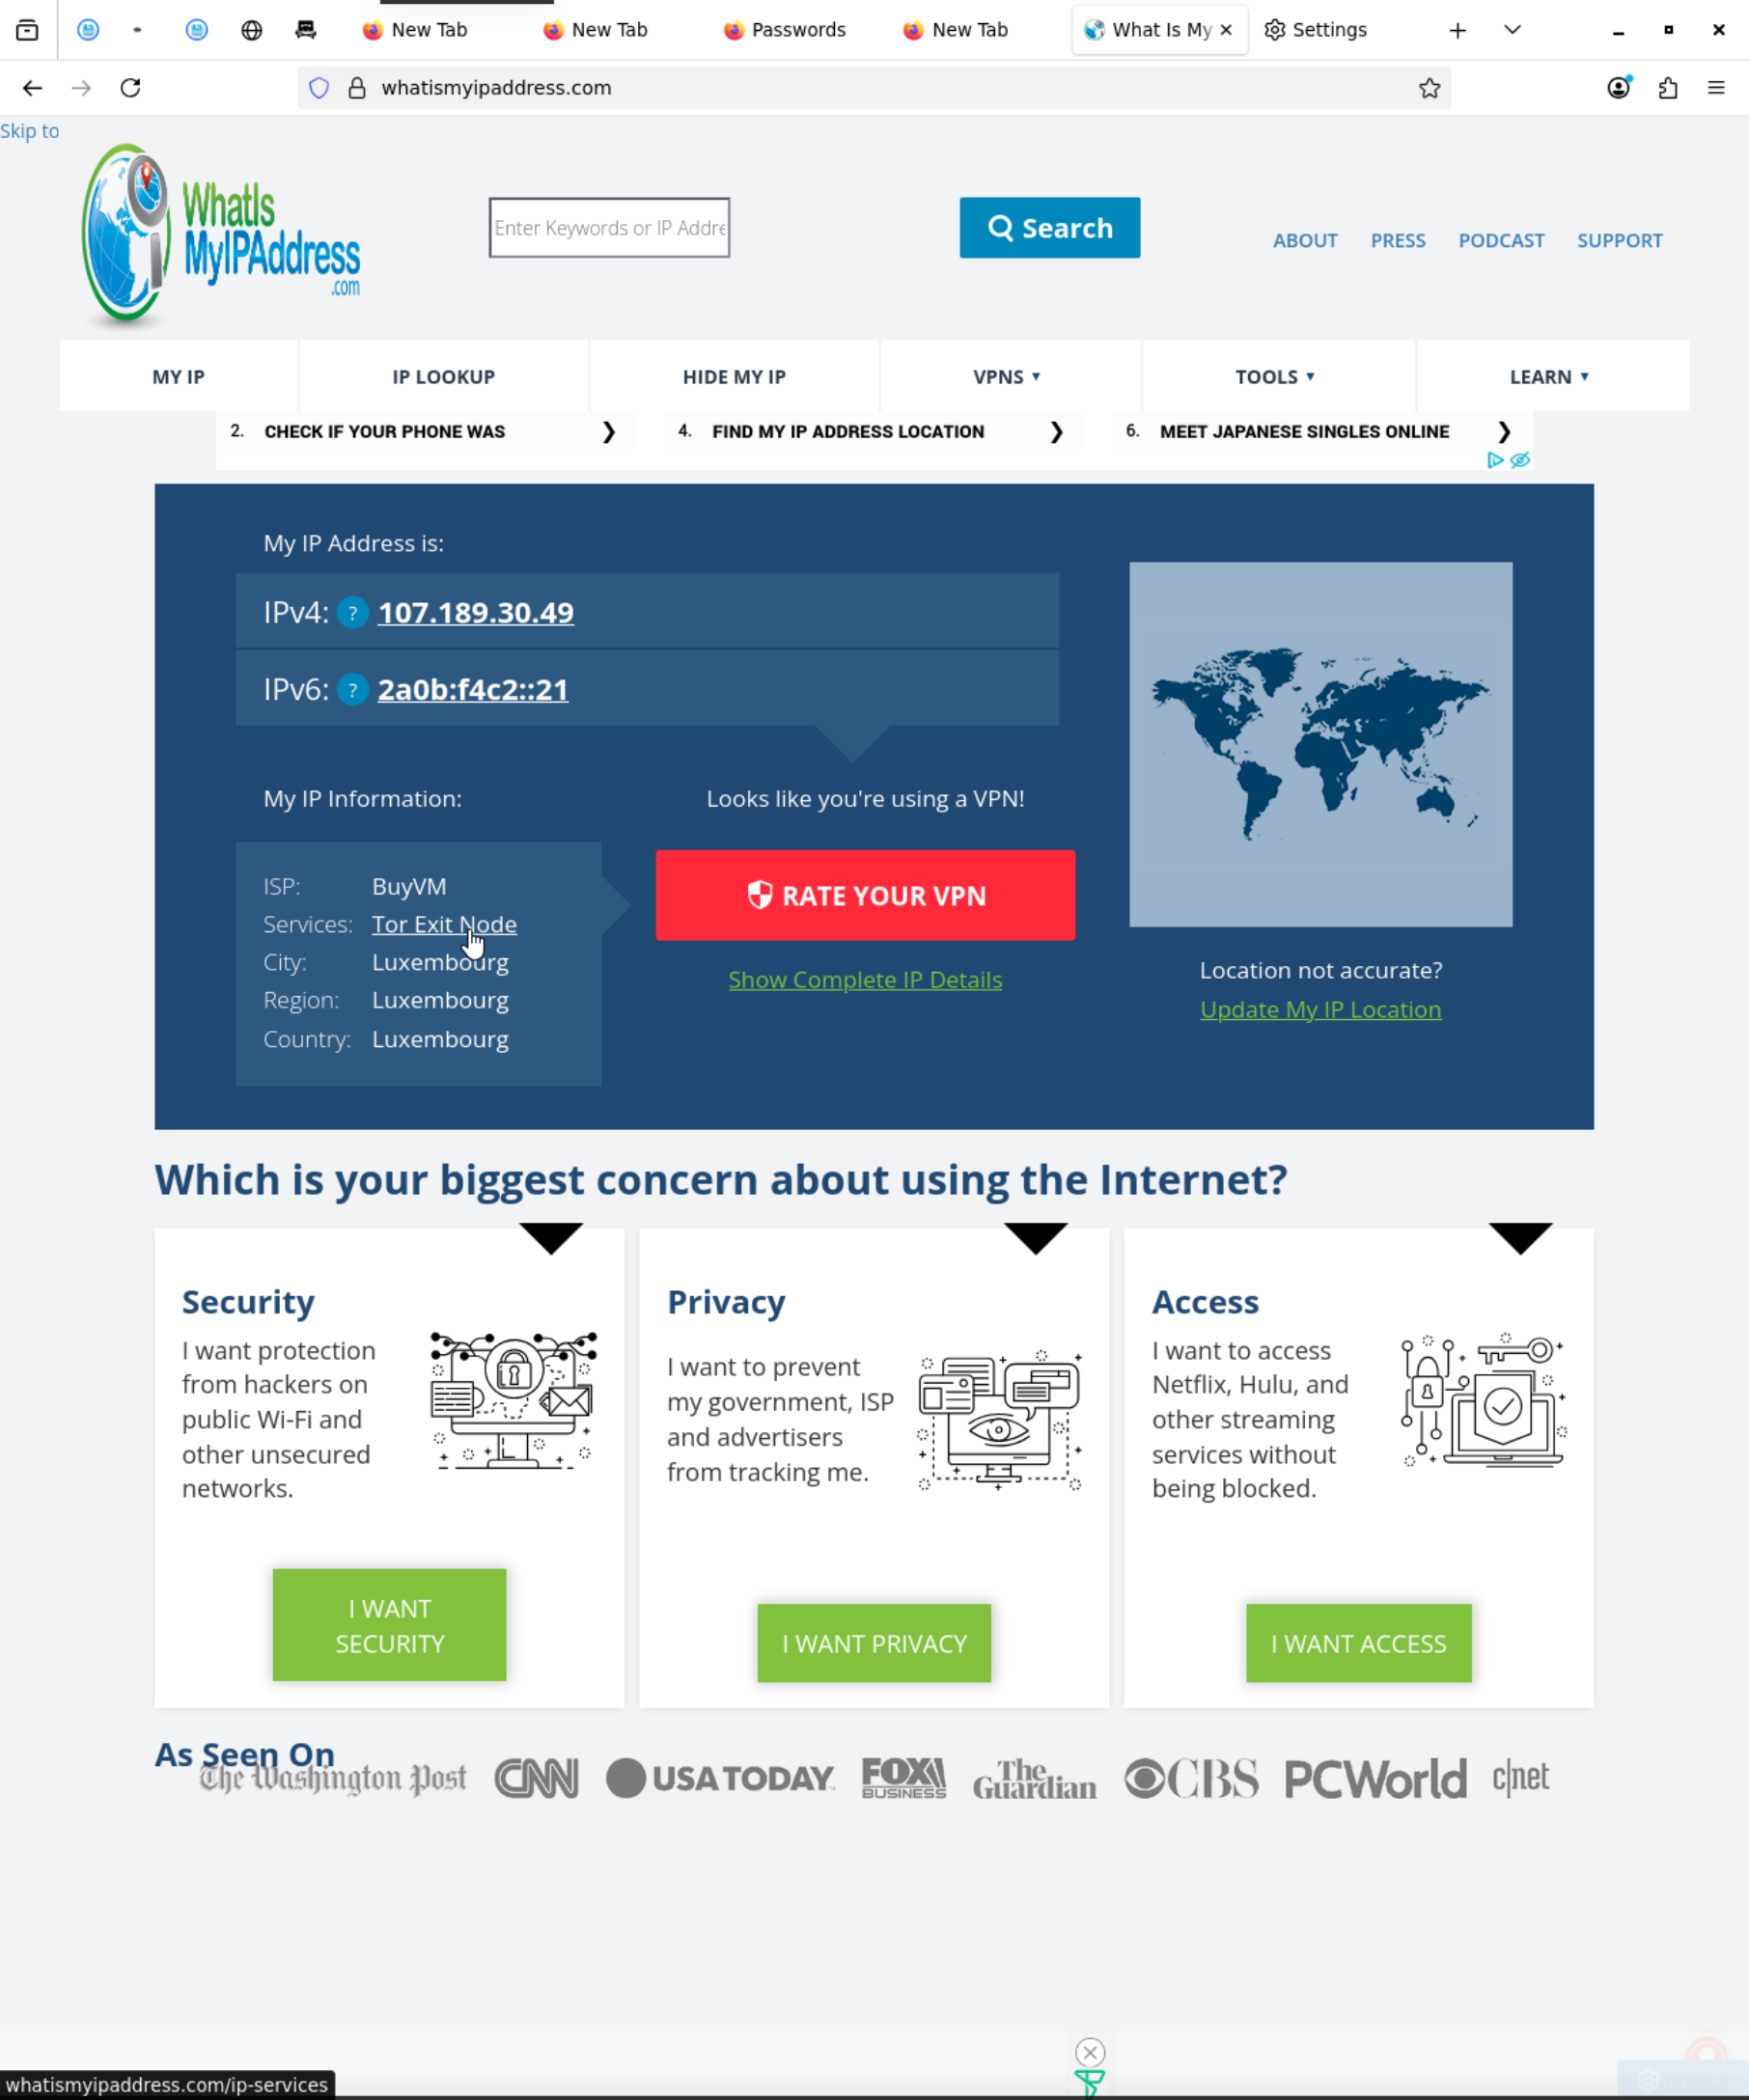 New Tab
New Tab
Passwords
New Tab
What Is My
Settings
whatismyipaddress.com
Skip to
WhatIs
MyIPAddress
.com
Enter Keywords or IP Addre
Search
ABOUT PRESS PODCAST SUPPORT
MY IP IP LOOKUP HIDE MY IP VPNS TOOLS LEARN
2. CHECK IF YOUR PHONE WAS
4. FIND MY IP ADDRESS LOCATION
6. MEET JAPANESE SINGLES ONLINE
My IP Address is:
IPv4: ? 107.189.30.49
IPv6: ? 2a0b:f4c2::21
My IP Information:
Looks like you're using a VPN!
ISP: BuyVM
Services: Tor Exit Node
City: Luxembourg
Region: Luxembourg
Country: Luxembourg
RATE YOUR VPN
Show Complete IP Details
Location not accurate?
Update My IP Location
Which is your biggest concern about using the Internet?
Security
I want protection
from hackers on
public Wi-Fi and
other unsecured
networks.
I WANT
SECURITY
Privacy
I want to prevent
my government, ISP
and advertisers
from tracking me.
I WANT PRIVACY
Access
I want to access
Netflix, Hulu, and
other streaming
services without
being blocked.
I WANT ACCESS
As Seen On
The Washington Post
CNN
USA TODAY
FOX
BUSINESS
The
Guardian
CBS
PCWorld
c|net
whatismyipaddress.com/ip-services